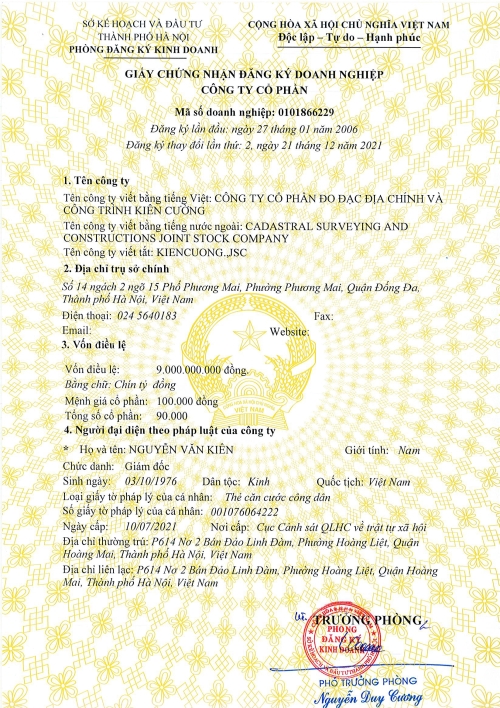 SỞ KẾ HOẠCH VÀ ĐẦU TƯ
THÀNH PHỐ HÀ NỘI
PHÒNG ĐĂNG KÝ KINH DOANH
CỘNG HÒA XÃ HỘI CHỦ NGHĨA VIỆT NAM
Độc lập – Tự do – Hạnh phúc
GIẤY CHỨNG NHẬN ĐĂNG KÝ DOANH NGHIỆP
CÔNG TY CỔ PHẦN
Mã số doanh nghiệp: 0101866229
Đăng ký lần đầu: ngày 27 tháng 01 năm 2006
Đăng ký thay đổi lần thứ: 2, ngày 21 tháng 12 năm 2021
1. Tên công ty
Tên công ty viết bằng tiếng Việt: CÔNG TY CỔ PHẦN ĐO ĐẠC ĐỊA CHÍNH VÀ
CÔNG TRÌNH KIÊN CƯỜNG
Tên công ty viết bằng tiếng nước ngoài: CADASTRAL SURVEYING AND
CONSTRUCTIONS JOINT STOCK COMPANY
Tên công ty viết tắt: KIENCUONG.,JSC
2. Địa chỉ trụ sở chính
Số 14 ngách 2 ngõ 15 Phố Phương Mai, Phường Phương Mai, Quận Đống Đa,
Thành phố Hà Nội, Việt Nam
Điện thoại: 024 5640183 Fax:
Email: Website:
3. Vốn điều lệ
Vốn điều lệ: 9.000.000.000 đồng.
Bằng chữ: Chín tỷ đồng
Mệnh giá cổ phần: 100.000 đồng
Tổng số cổ phần: 90.000
VIỆT NAM
4. Người đại diện theo pháp luật của công ty
* Họ và tên: NGUYỄN VĂN KIÊN Giới tính: Nam
Chức danh: Giám đốc
Sinh ngày: 03/10/1976 Dân tộc: Kinh Quốc tịch: Việt Nam
Loại giấy tờ pháp lý của cá nhân: Thẻ căn cước công dân
Số giấy tờ pháp lý của cá nhân: 001076064222
Ngày cấp: 10/07/2021 Nơi cấp: Cục Cảnh sát QLHC về trật tự xã hội
Địa chỉ thường trú: P614 Nơ 2 Bán Đảo Linh Đàm, Phường Hoàng Liệt, Quận
Hoàng Mai, Thành phố Hà Nội, Việt Nam
Địa chỉ liên lạc: P614 Nơ 2 Bán Đảo Linh Đàm, Phường Hoàng Liệt, Quận Hoàng
Mai, Thành phố Hà Nội, Việt Nam
TRƯỞNG PHÒNG
PHÒNG
ĐĂNG KÝ
KINH DOANH
PHÓ TRƯỞNG PHÒNG
Nguyễn Duy Cương